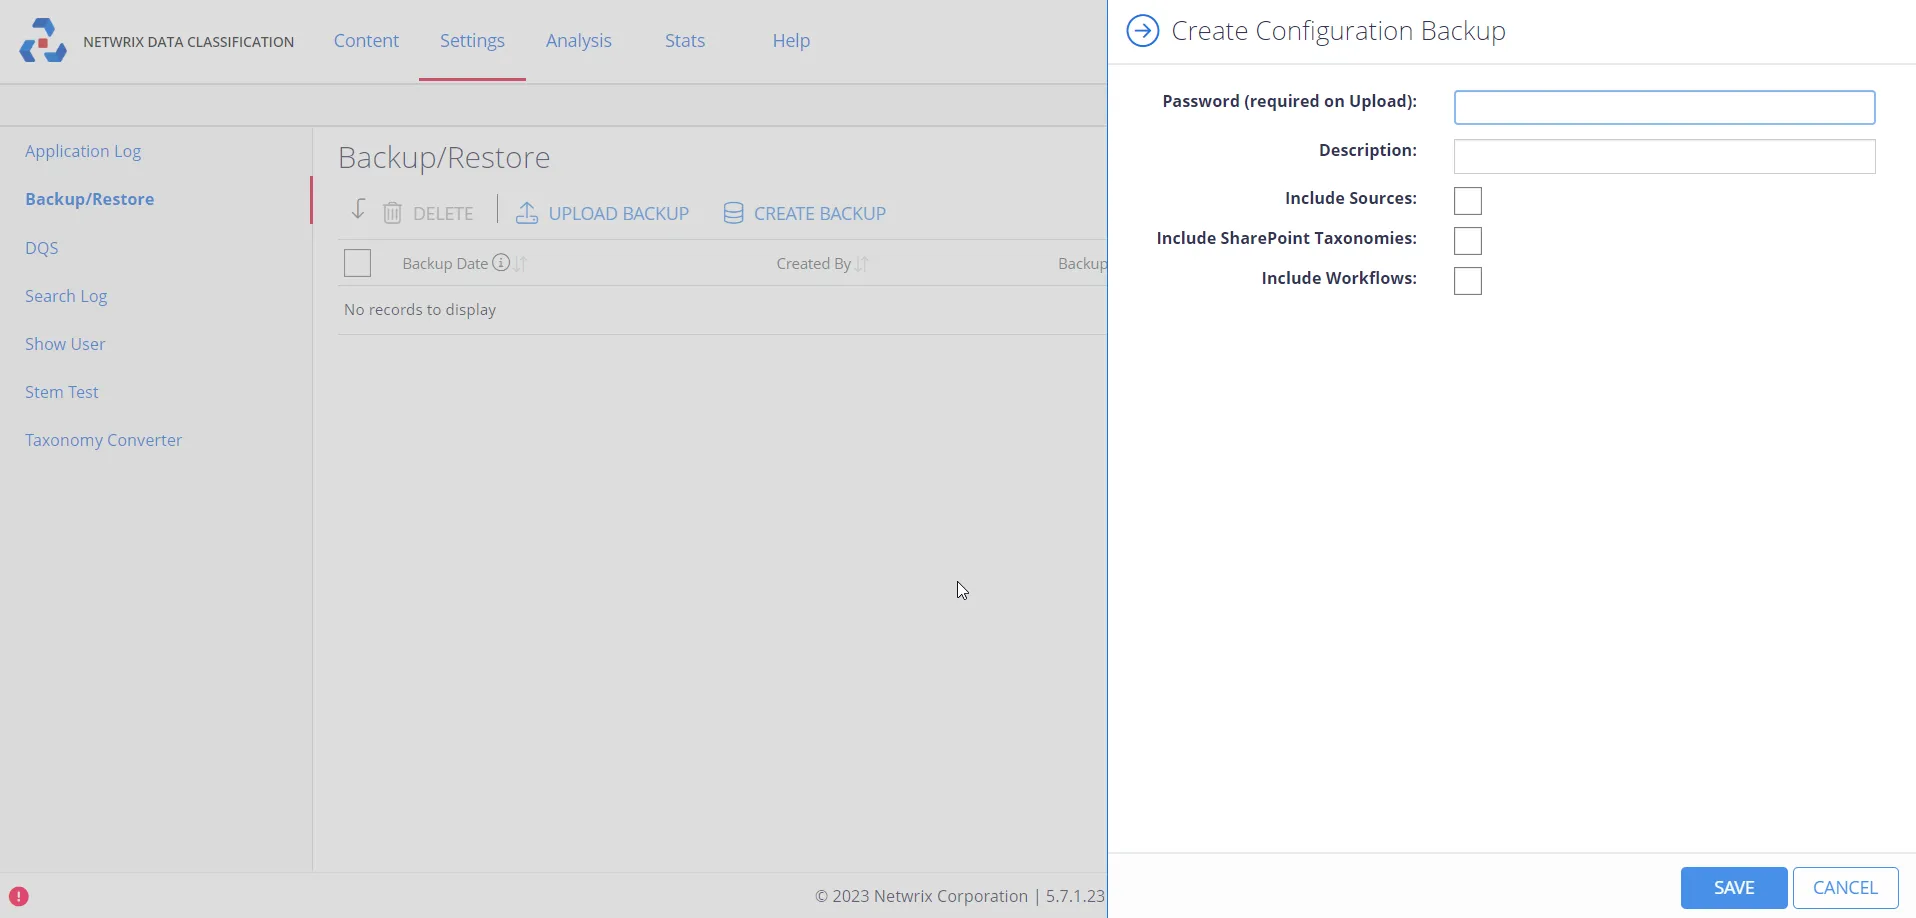 NETWRIX DATA CLASSIFICATION
Content
Settings
Analysis
Stats
Help
Application Log
Backup/Restore
DQS
Search Log
Show User
Stem Test
Taxonomy Converter
Backup/Restore
DELETE
UPLOAD BACKUP
CREATE BACKUP
Backup Date
Created By
Backup
No records to display
© 2023 Netwrix Corporation | 5.7.1.23
Create Configuration Backup
Password (required on Upload):
Description:
Include Sources:
Include SharePoint Taxonomies:
Include Workflows:
SAVE
CANCEL